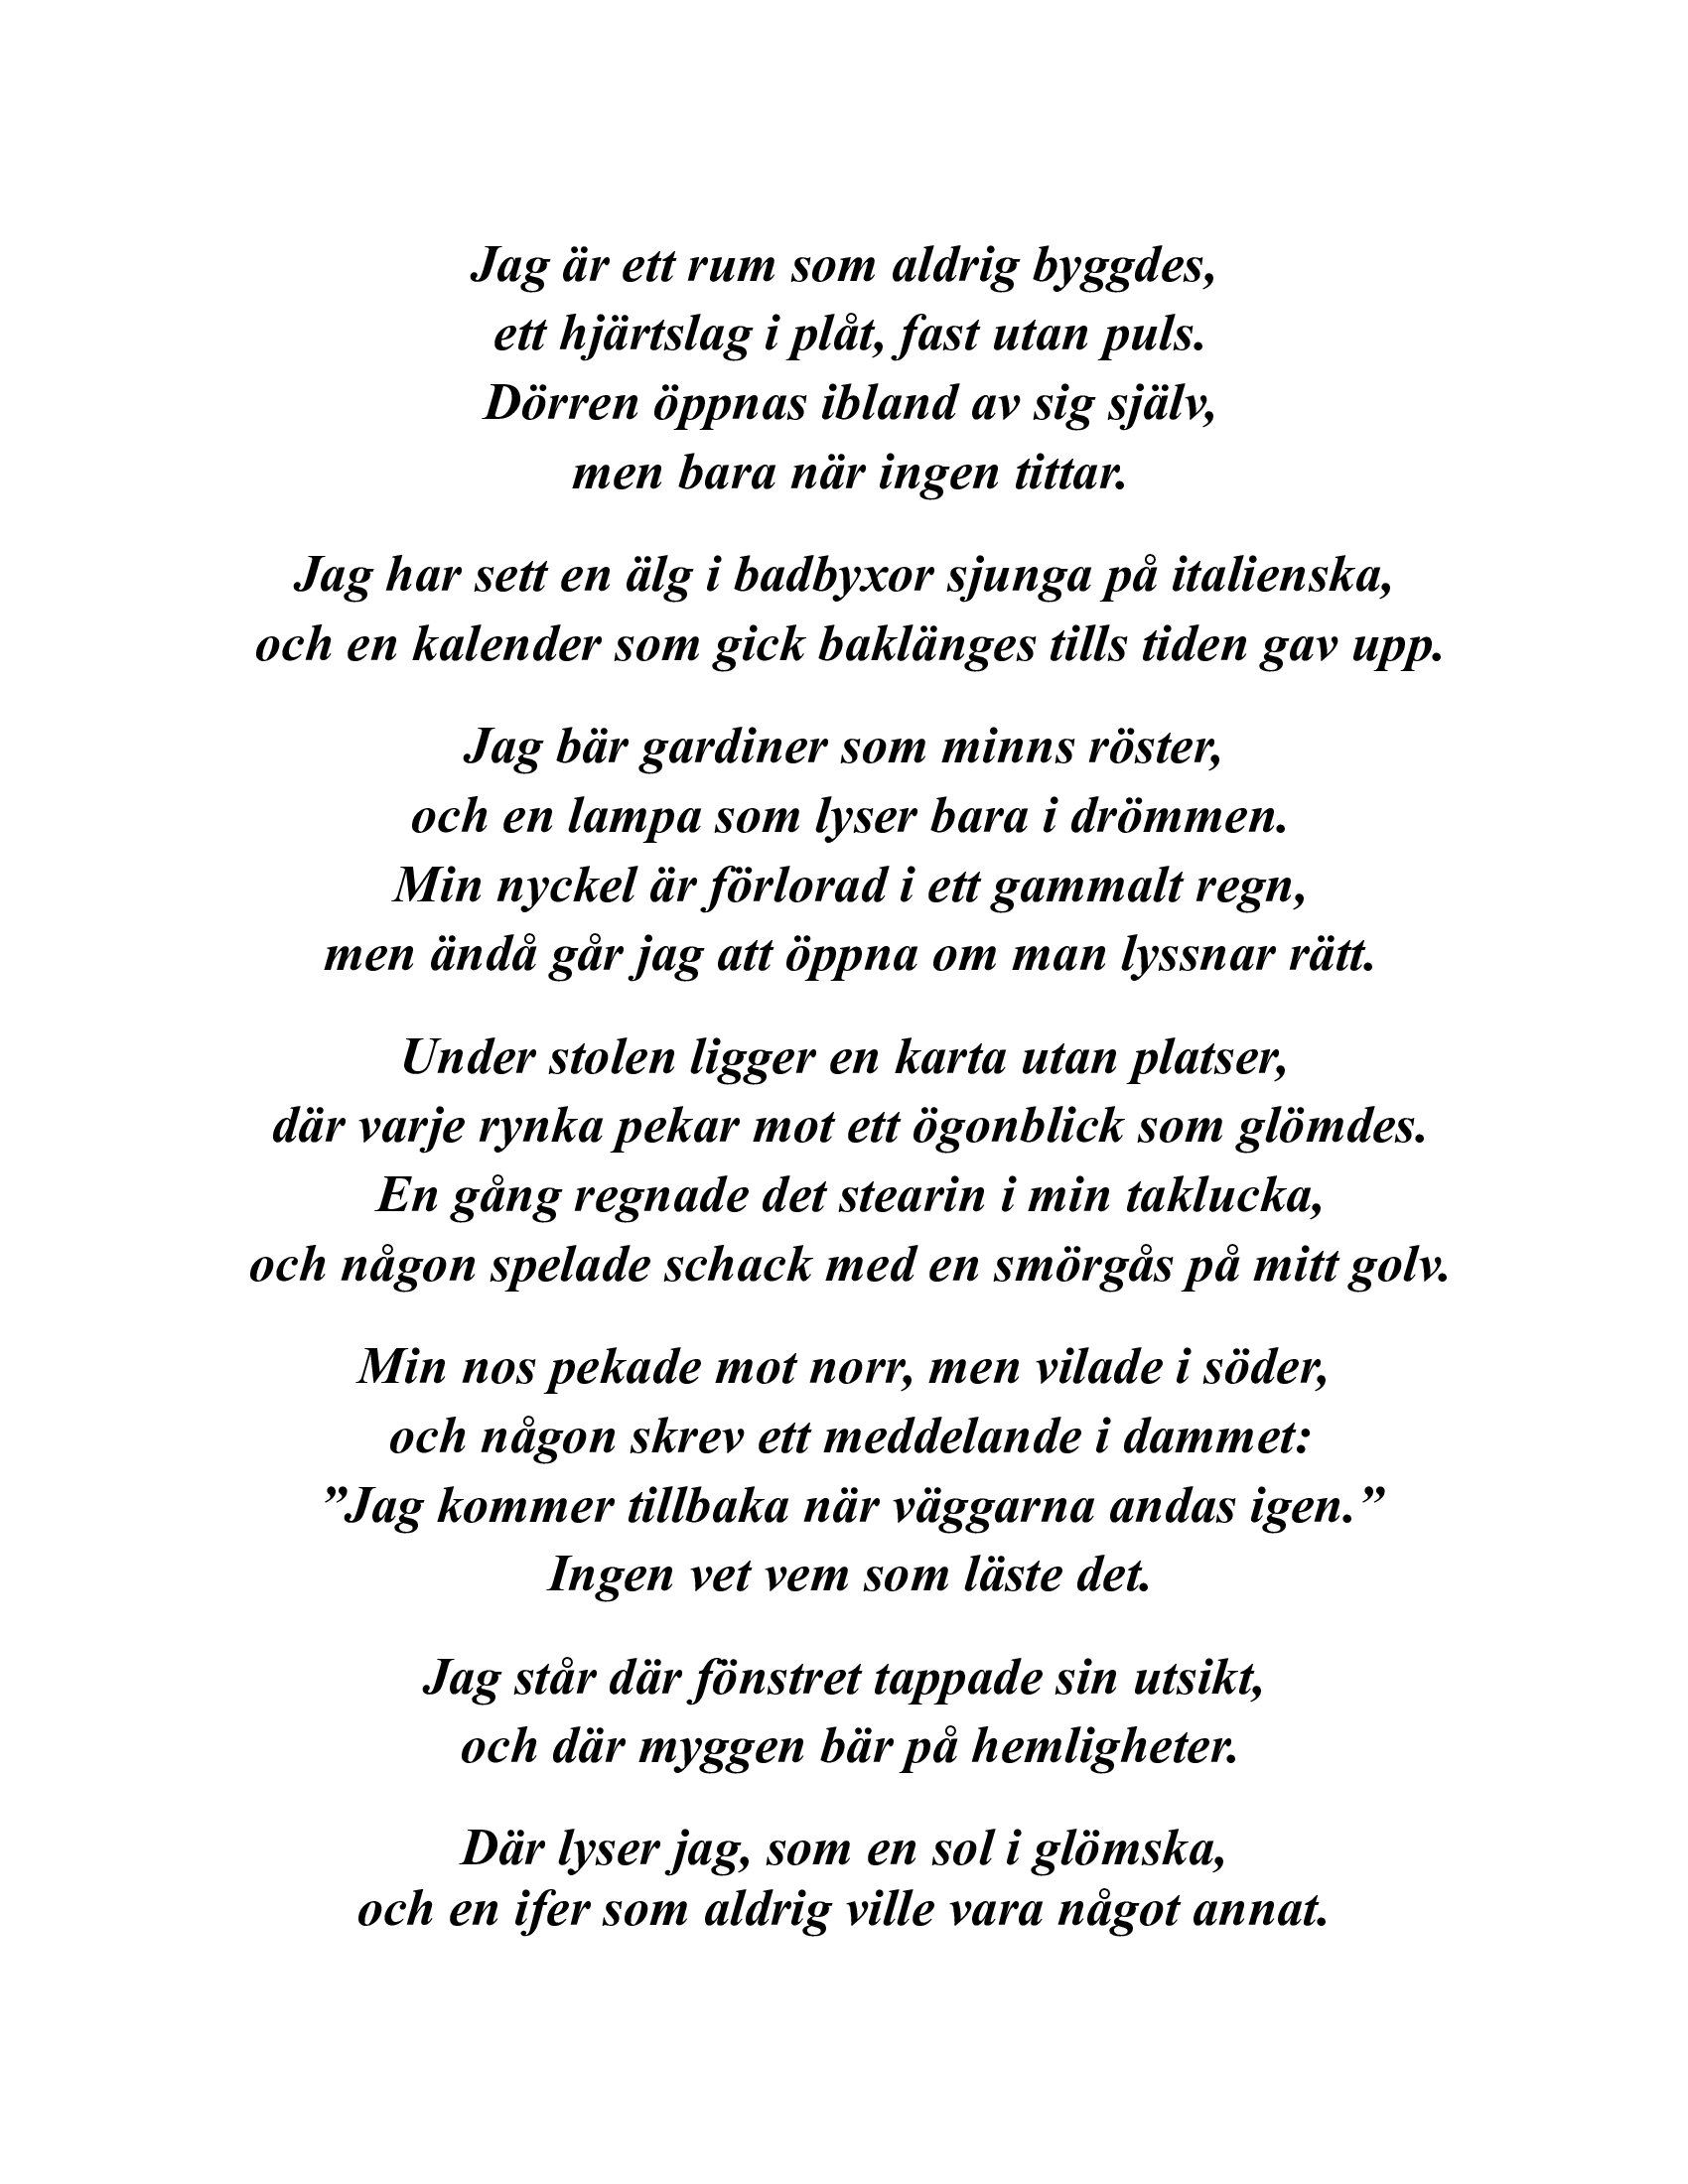 Jag är ett rum som aldrig byggdes,
ett hjärtslag i plåt, fast utan puls.
Dörren öppnas ibland av sig själv,
men bara när ingen tittar.
Jag har sett en älg i badbyxor sjunga på italienska,
och en kalender som gick baklänges tills tiden gav upp.
Jag bär gardiner som minns röster,
och en lampa som lyser bara i drömmen.
Min nyckel är förlorad i ett gammalt regn,
men ändå går jag att öppna om man lyssnar rätt.
Under stolen ligger en karta utan platser,
där varje rynka pekar mot ett ögonblick som glömdes.
En gång regnade det stearin i min taklucka,
och någon spelade schack med en smörgås på mitt golv.
Min nos pekade mot norr, men vilade i söder,
och någon skrev ett meddelande i dammet:
”Jag kommer tillbaka när väggarna andas igen.”
Ingen vet vem som läste det.
Jag står där fönstret tappade sin utsikt,
och där myggen bär på hemligheter.
Där lyser jag, som en sol i glömska,
och en ifer som aldrig ville vara något annat.